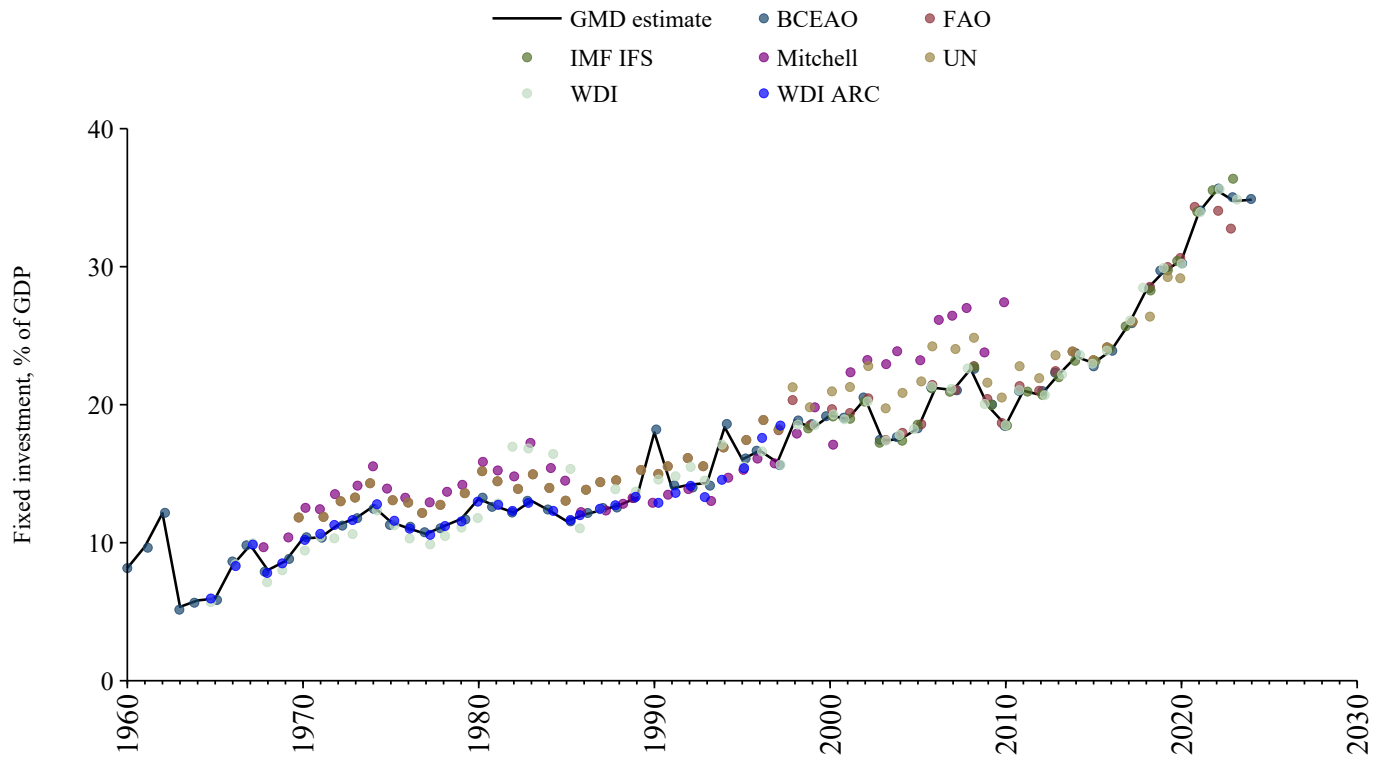 GMD estimate BCEAO FAO
IMF IFS Mitchell UN
WDI WDI ARC
Fixed investment, % of GDP
40
30
20
10
0
1960 1970 1980 1990 2000 2010 2020 2030